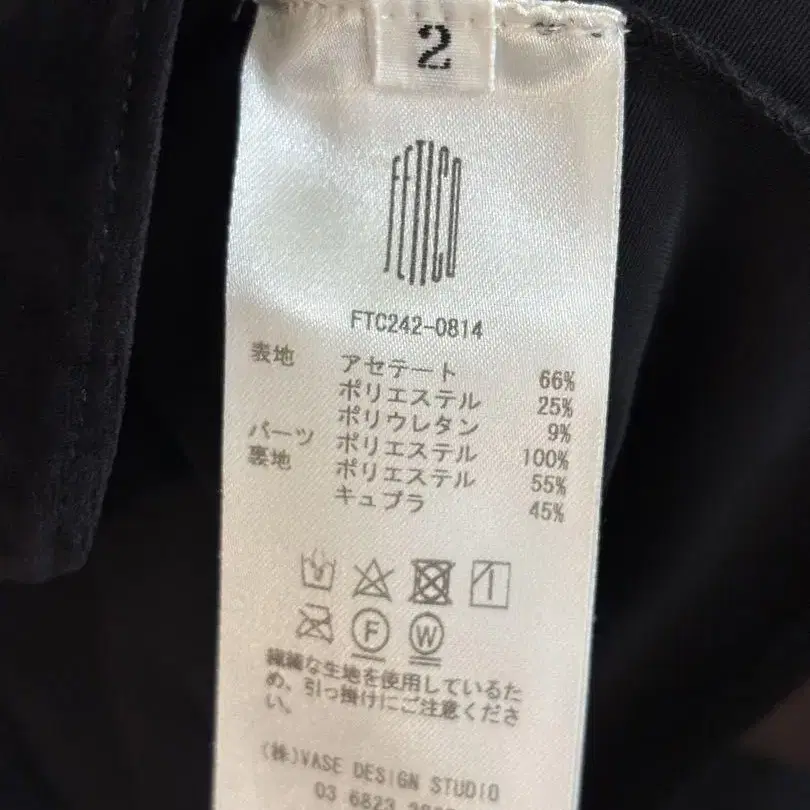 2
FETICO
FTC242-0814
表地 アセテート 66%
ポリエステル 25%
ポリウレタン 9%
パーツ ポリエステル 100%
裏地 ポリエステル 55%
キュプラ 45%
F W
繊細な生地を使用しているた
め、引っ掛けにご注意くださ
い。
(株)VASE DESIGN STUDIO
03 6823